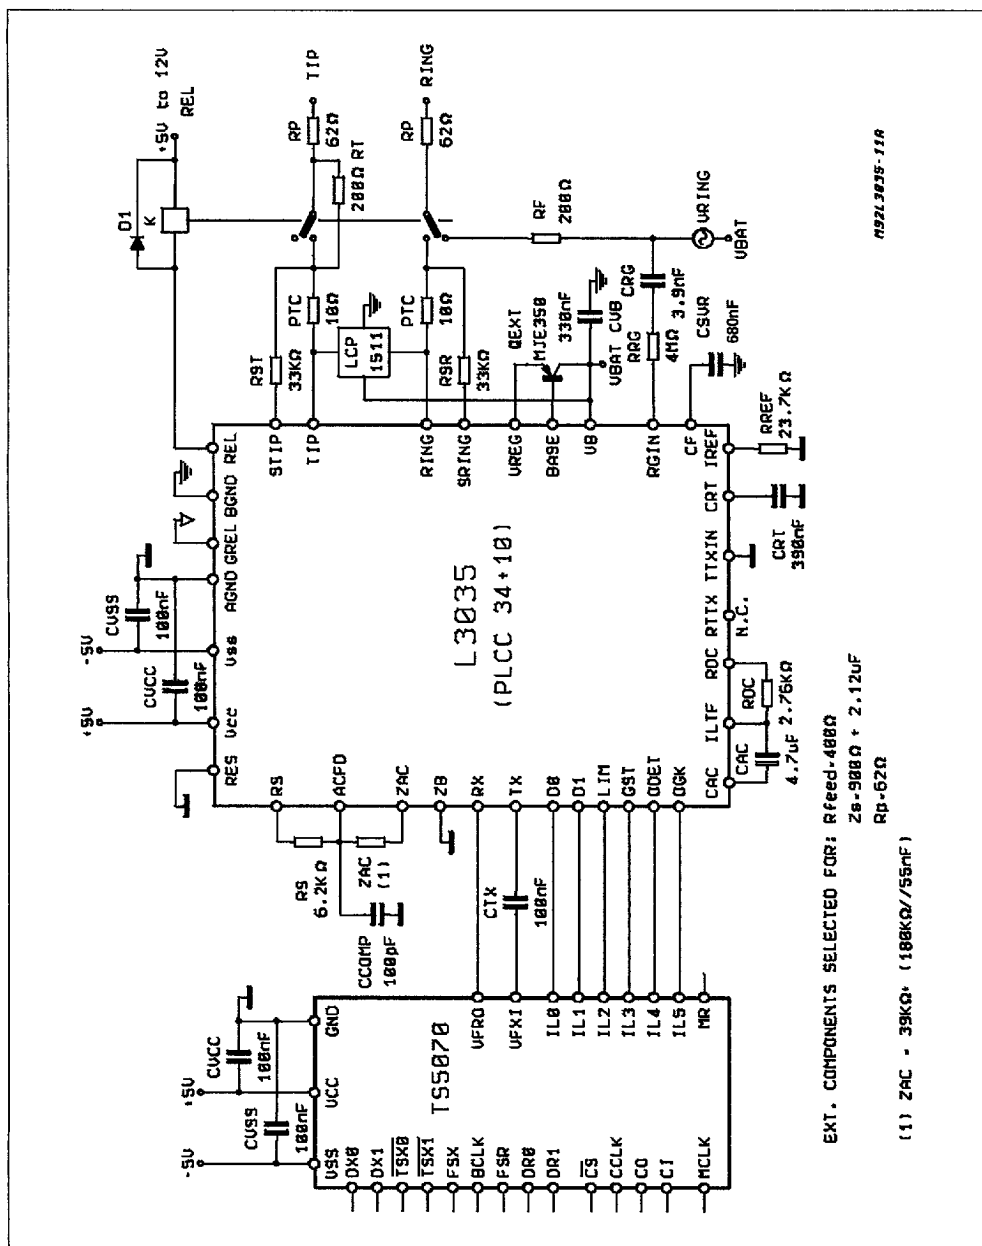 -5V
+5V
CVSS
100nF
CVCC
100nF
VSS
VCC
GND
TS5070
DX0
DX1
TSX0
TSX1
FSX
BCLK
FSR
DR0
DR1
CS
CCLK
CO
CI
MCLK
VFRO
VFXI
IL0
IL1
IL2
IL3
IL4
IL5
MR
CCOMP
100pF
RS
6.2KΩ
ZAC
(1)
CTX
100nF
RS
ACFD
ZAC
ZB
RX
TX
D0
D1
LIM
GST
ODET
OGK
L3035
(PLCC 34+10)
RES
Vcc
Vss
AGND
GREL
BGND
REL
+5V
-5V
CVCC
100nF
CVSS
100nF
STIP
TIP
RING
SRING
VREG
BASE
VB
RGIN
CF
CAC
ILTF
RDC
RTTX
TTXIN
CRT
IREF
CAC
4.7uF
RDC
2.76KΩ
N.C.
CRT
390nF
RREF
23.7KΩ
RST
33KΩ
PTC
10Ω
LCP
1511
PTC
10Ω
RSR
33KΩ
QEXT
MJE350
330nF
VBAT CVB
RRG
4MΩ
CRG
3.9nF
CSVR
680nF
D1
K
+5V to 12V
REL
RP
62Ω
TIP
200Ω RT
RP
62Ω
RING
RF
200Ω
VRING
VBAT
M92L3035-11A
EXT. COMPONENTS SELECTED FOR: Rfeed=400Ω
Zs=900Ω + 2.12uF
Rp=62Ω
(1) ZAC = 39KΩ+ (180KΩ//55nF)